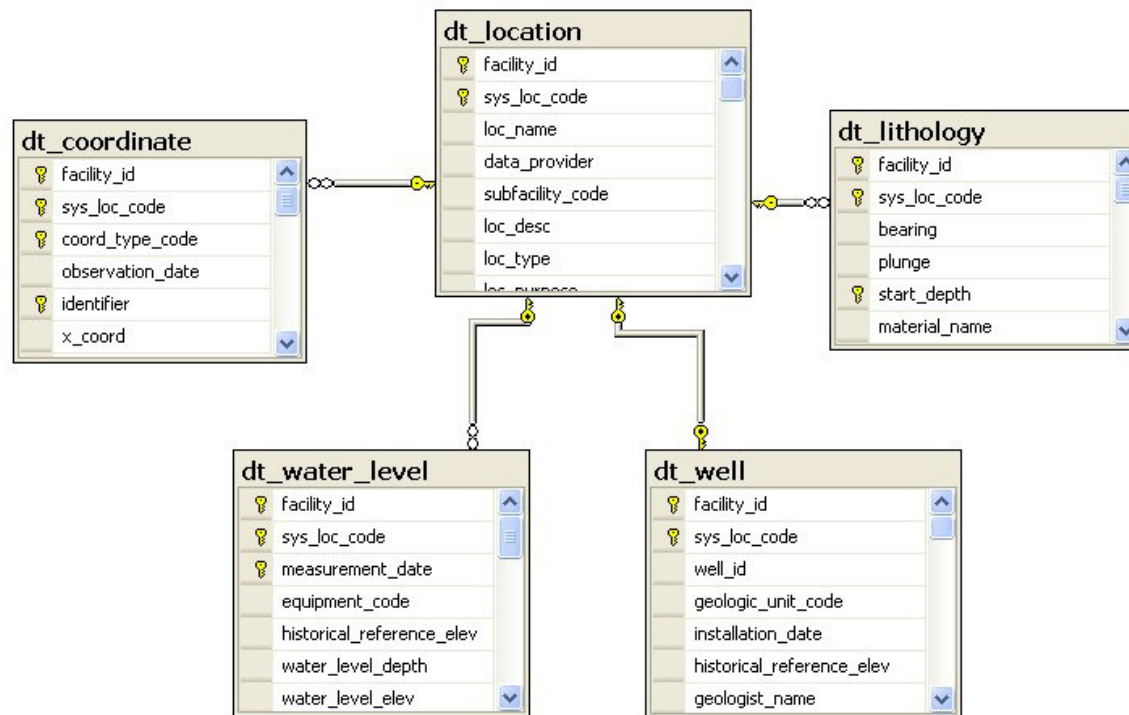 dt_location
facility_id
sys_loc_code
loc_name
data_provider
subfacility_code
loc_desc
loc_type
loc_purpose
dt_coordinate
facility_id
sys_loc_code
coord_type_code
observation_date
identifier
x_coord
dt_lithology
facility_id
sys_loc_code
bearing
plunge
start_depth
material_name
dt_water_level
facility_id
sys_loc_code
measurement_date
equipment_code
historical_reference_elev
water_level_depth
water_level_elev
dt_well
facility_id
sys_loc_code
well_id
geologic_unit_code
installation_date
historical_reference_elev
geologist_name